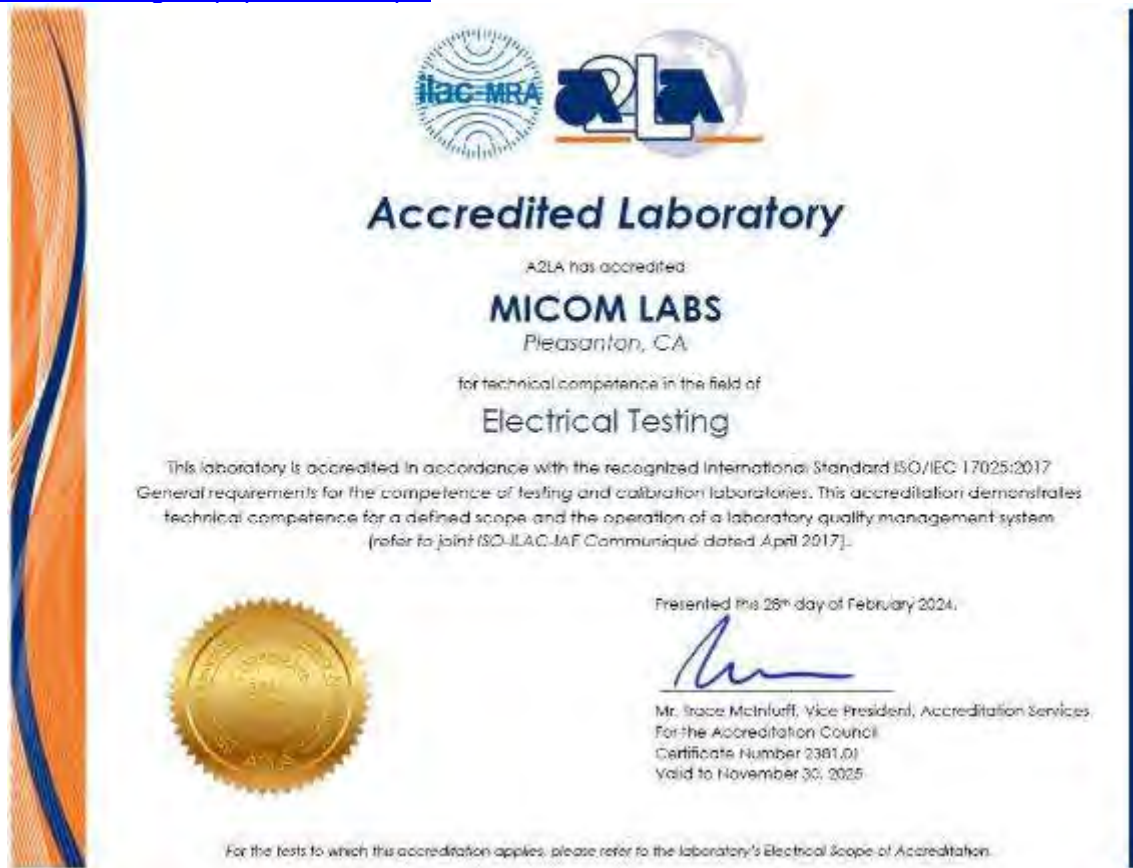 ilac-MRA
a2La
Accredited Laboratory
A2LA has accredited
MICOM LABS
Pleasanton, CA
for technical competence in the field of
Electrical Testing
This laboratory is accredited in accordance with the recognized International Standard ISO/IEC 17025:2017
General requirements for the competence of testing and calibration laboratories. This accreditation demonstrates
technical competence for a defined scope and the operation of a laboratory quality management system
(refer to joint ISO-ILAC-IAF Communiqué dated April 2017).
Presented this 28th day of February 2024.
Mr. Trace McInturff, Vice President, Accreditation Services
For the Accreditation Council
Certificate Number 2381.01
Valid to November 30, 2025
For the tests to which this accreditation applies, please refer to the laboratory's Electrical Scope of Accreditation.